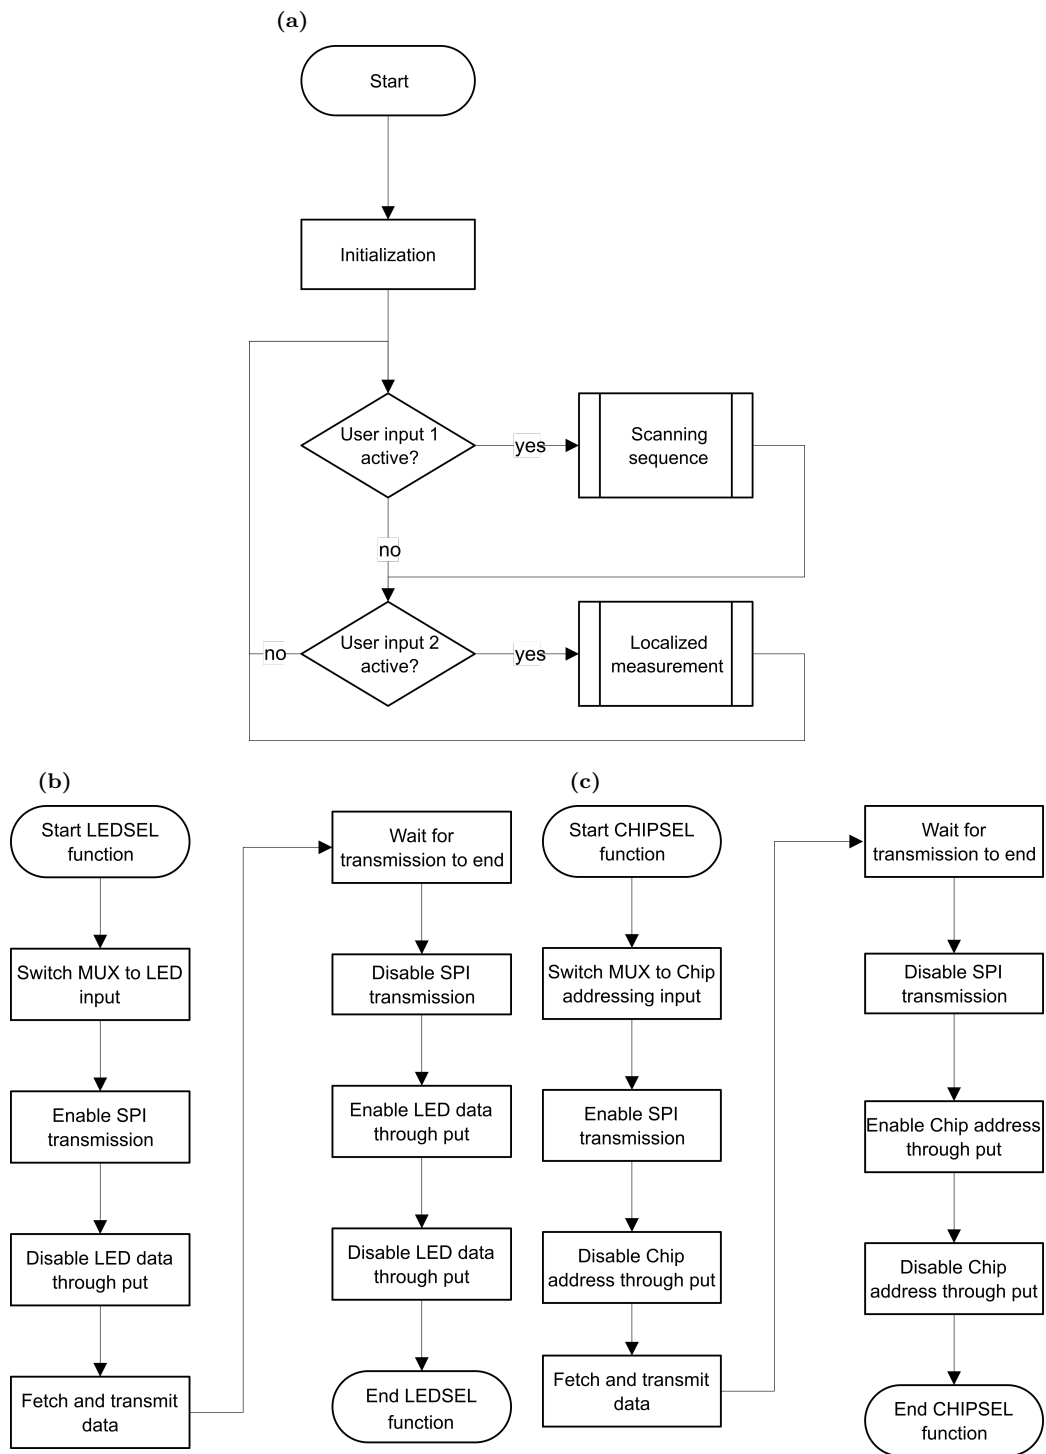 (a)
Start
Initialization
User input 1
active?
yes
Scanning
sequence
no
User input 2
active?
no
yes
Localized
measurement
(b)
Start LEDSEL
function
Switch MUX to LED
input
Enable SPI
transmission
Disable LED data
through put
Fetch and transmit
data
Wait for
transmission to end
Disable SPI
transmission
Enable LED data
through put
Disable LED data
through put
End LEDSEL
function
(c)
Start CHIPSEL
function
Switch MUX to Chip
addressing input
Enable SPI
transmission
Disable Chip
address through put
Fetch and transmit
data
Wait for
transmission to end
Disable SPI
transmission
Enable Chip address
through put
Disable Chip
address through put
End CHIPSEL
function